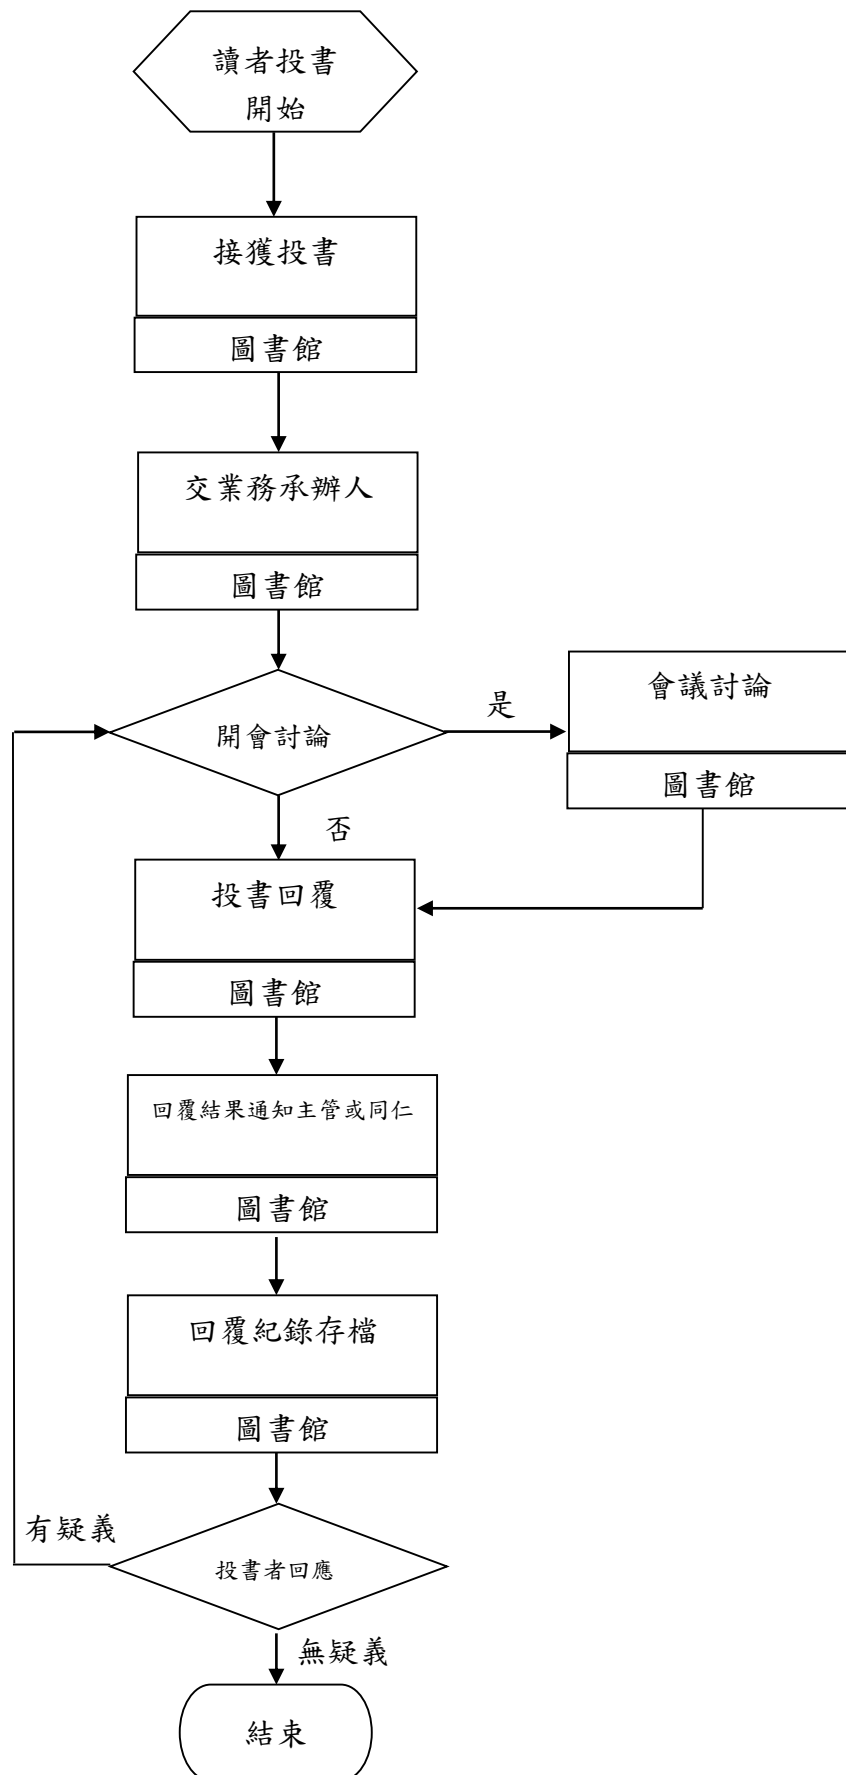 讀者投書
開始
接獲投書
圖書館
交業務承辦人
圖書館
開會討論
是
會議討論
圖書館
否
投書回覆
圖書館
回覆結果通知主管或同仁
圖書館
回覆紀錄存檔
圖書館
有疑義
投書者回應
無疑義
結束